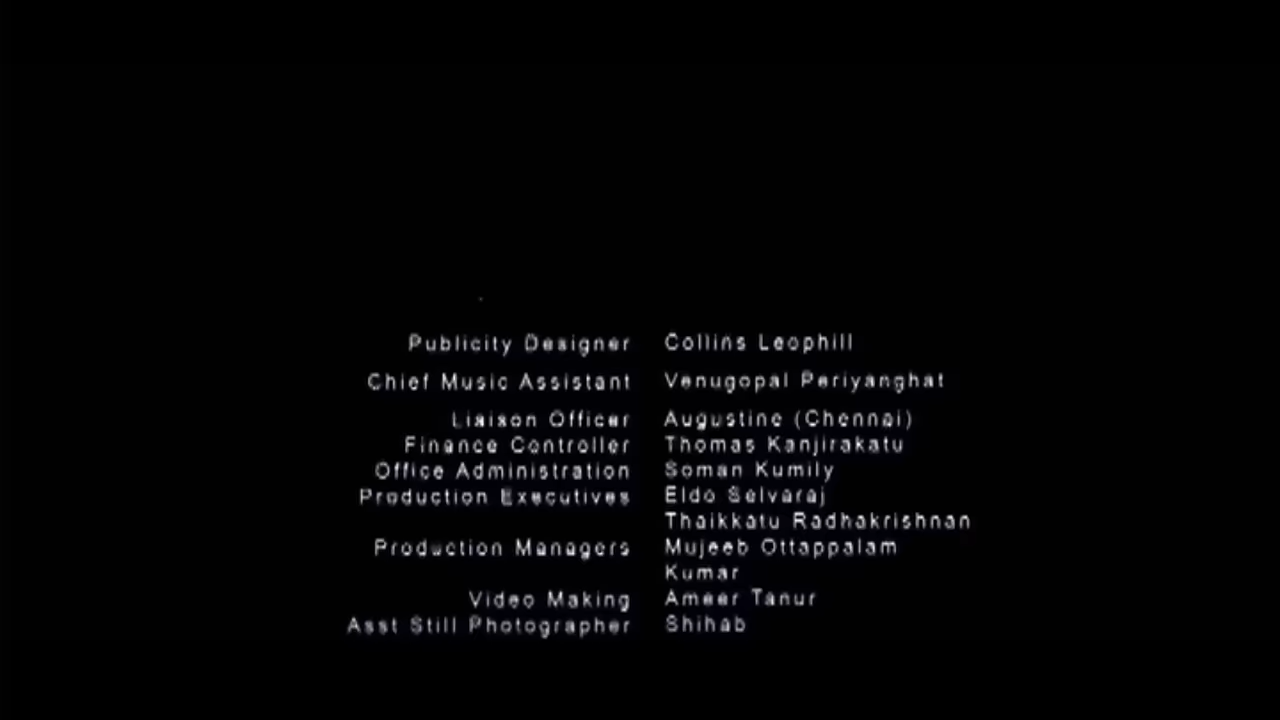 Publicity Designer Collins Leophill
Chief Music Assistant Venugopal Periyanghat
Liaison Officer Augustine (Chennai)
Finance Controller Thomas Kanjirakatu
Office Administration Soman Kumily
Production Executives Eldo Selvaraj
Thaikkatu Radhakrishnan
Production Managers Mujeeb Ottappalam
Kumar
Video Making Ameer Tanur
Asst Still Photographer Shihab